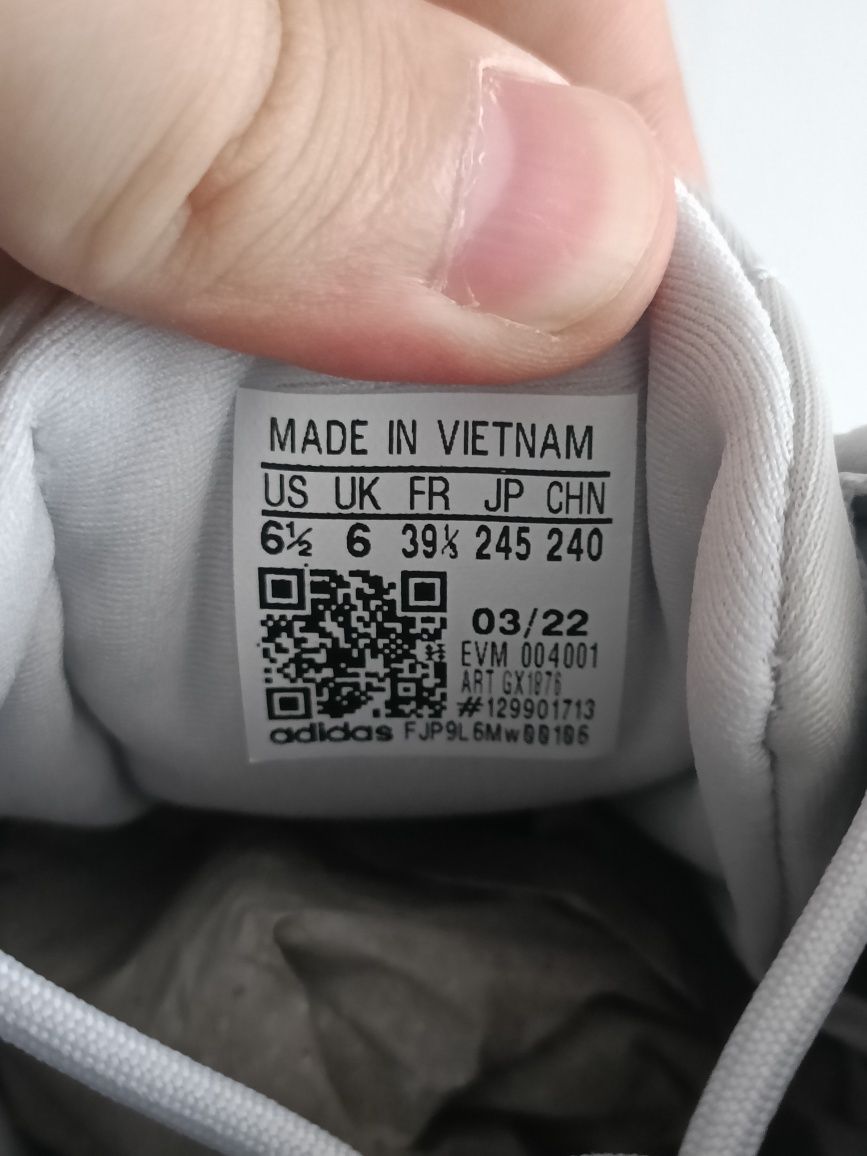 MADE IN VIETNAM
US UK FR JP CHN
6½ 6 39⅓ 245 240
03/22
EVM 004001
ART GX1876
#129901713
adidas FJP9L6Mw00106